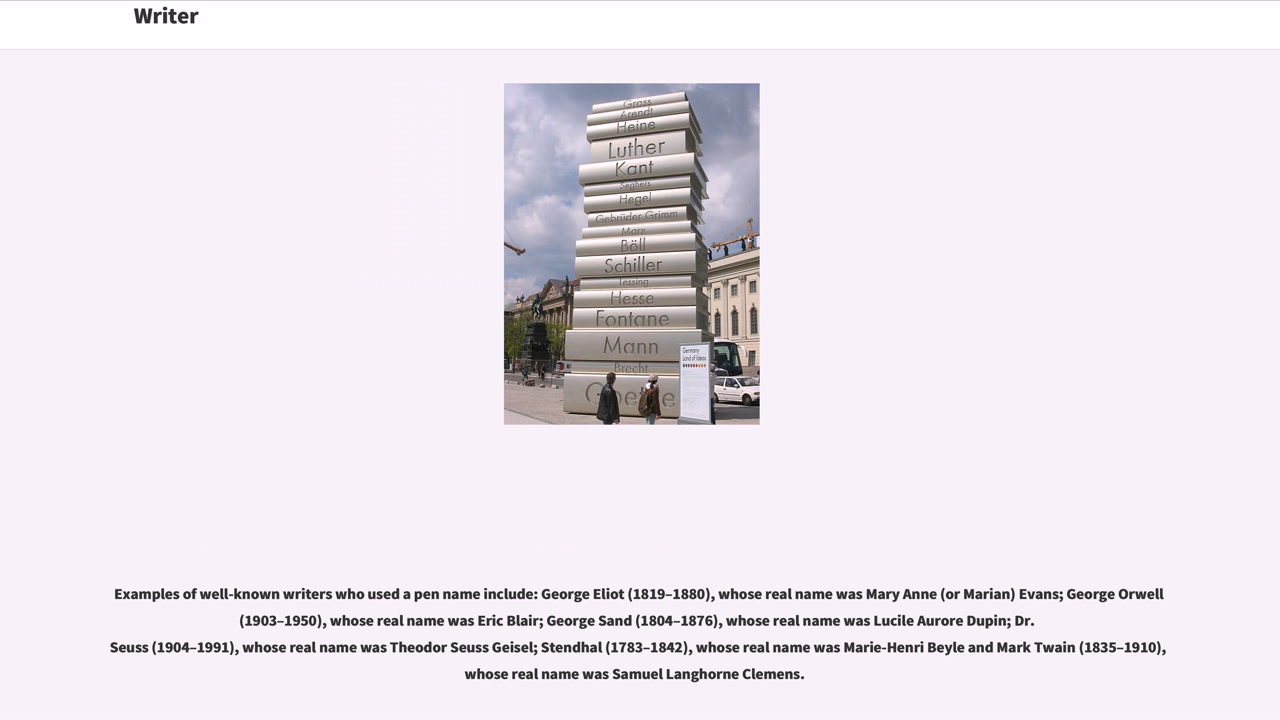 Writer
Grass
Arendt
Heine
Luther
Kant
Seghers
Hegel
Gebrüder Grimm
Marx
Böll
Schiller
Lessing
Hesse
Fontane
Mann
Brecht
Goethe
Germany
Land of Ideas
Examples of well-known writers who used a pen name include: George Eliot (1819–1880), whose real name was Mary Anne (or Marian) Evans; George Orwell
(1903–1950), whose real name was Eric Blair; George Sand (1804–1876), whose real name was Lucile Aurore Dupin; Dr.
Seuss (1904–1991), whose real name was Theodor Seuss Geisel; Stendhal (1783–1842), whose real name was Marie-Henri Beyle and Mark Twain (1835–1910),
whose real name was Samuel Langhorne Clemens.